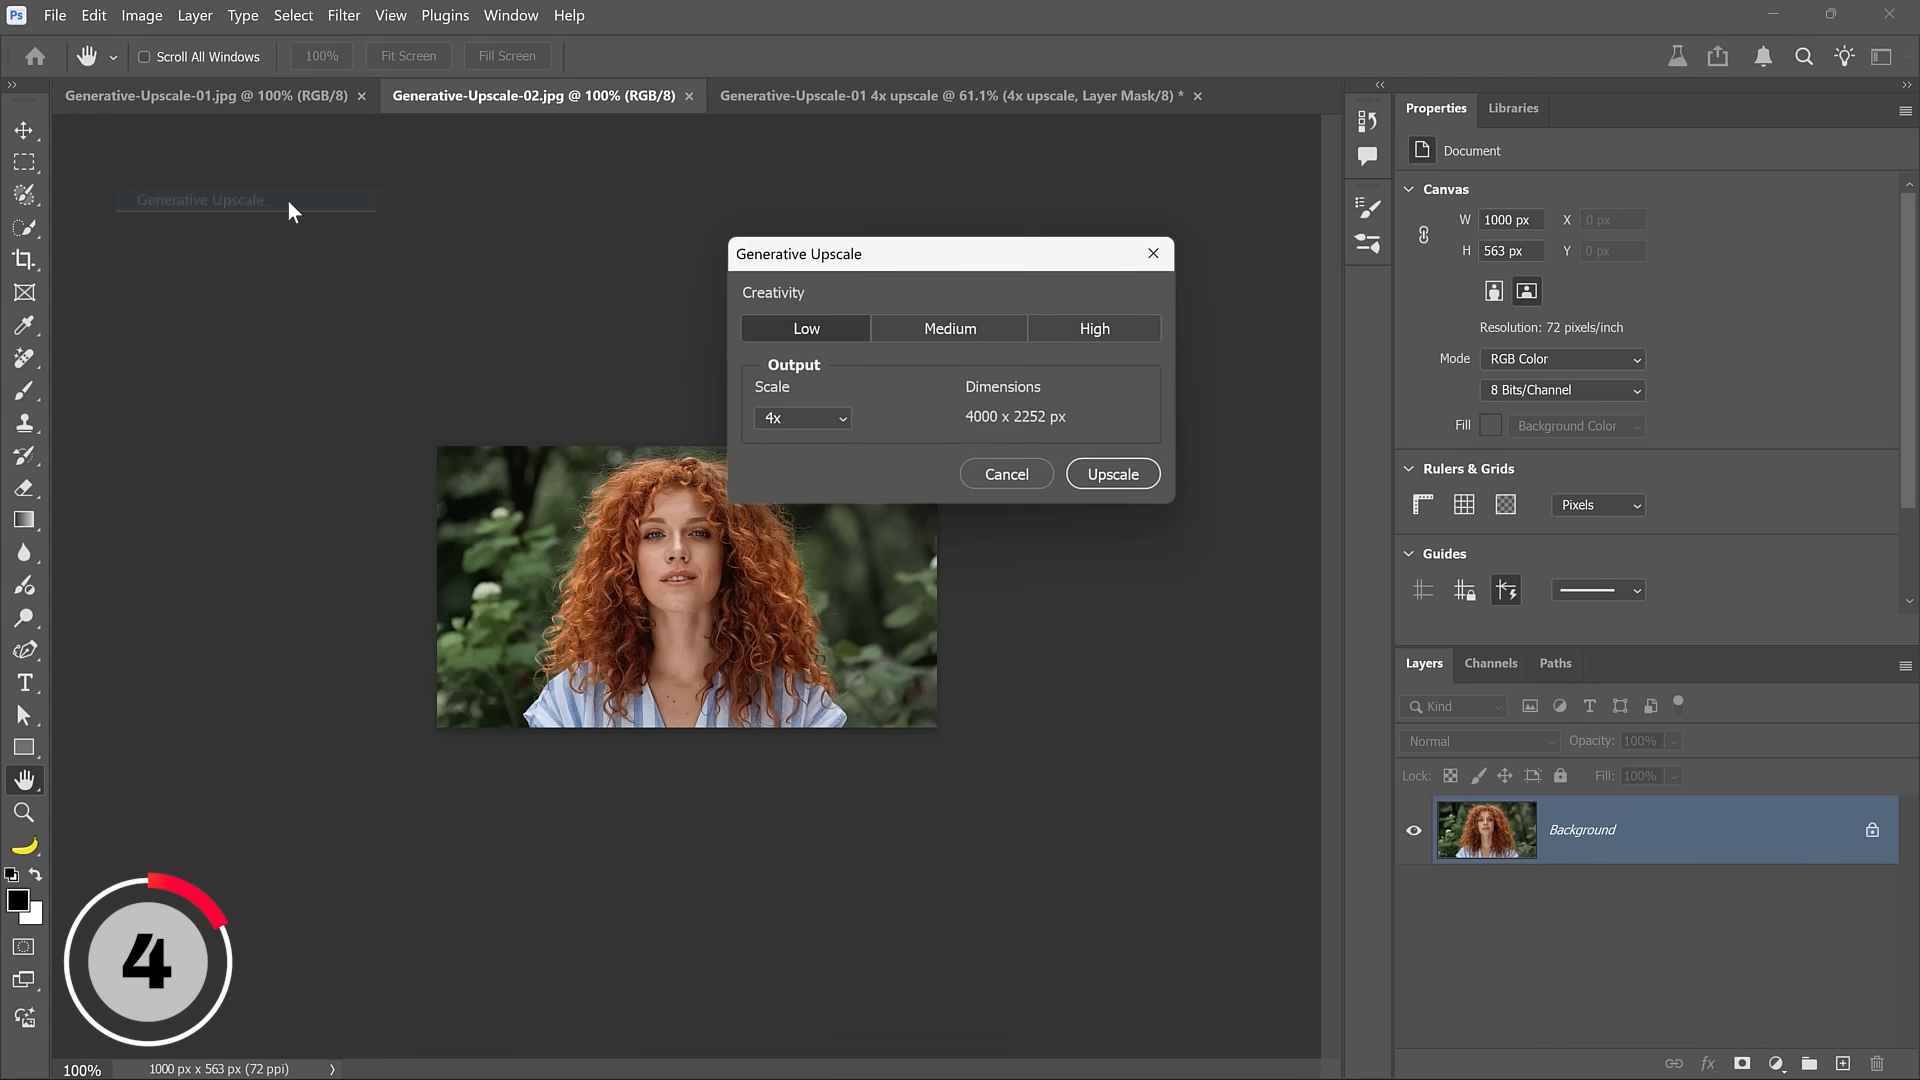 Ps File Edit Image Layer Type Select Filter View Plugins Window Help
Scroll All Windows 100% Fit Screen Fill Screen
Generative-Upscale-01.jpg @ 100% (RGB/8) × Generative-Upscale-02.jpg @ 100% (RGB/8) × Generative-Upscale-01 4x upscale @ 61.1% (4x upscale, Layer Mask/8) * ×
Generative Upscale...
Generative Upscale
Creativity
Low Medium High
Output
Scale Dimensions
4x 4000 x 2252 px
Cancel Upscale
Properties Libraries
Document
Canvas
W 1000 px X 0 px
H 563 px Y 0 px
Resolution: 72 pixels/inch
Mode RGB Color
8 Bits/Channel
Fill Background Color
Rulers & Grids
Pixels
Guides
Layers Channels Paths
Kind
Normal Opacity: 100%
Lock: Fill: 100%
Background
4
100% 1000 px x 563 px (72 ppi)